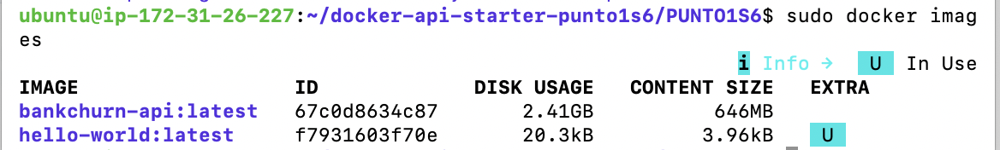 ubuntu@ip-172-31-26-227:~/docker-api-starter-punto1s6/PUNTO1S6$ sudo docker imag
es
i Info → U In Use
IMAGE ID DISK USAGE CONTENT SIZE EXTRA
bankchurn-api:latest 67c0d8634c87 2.41GB 646MB
hello-world:latest f7931603f70e 20.3kB 3.96kB U